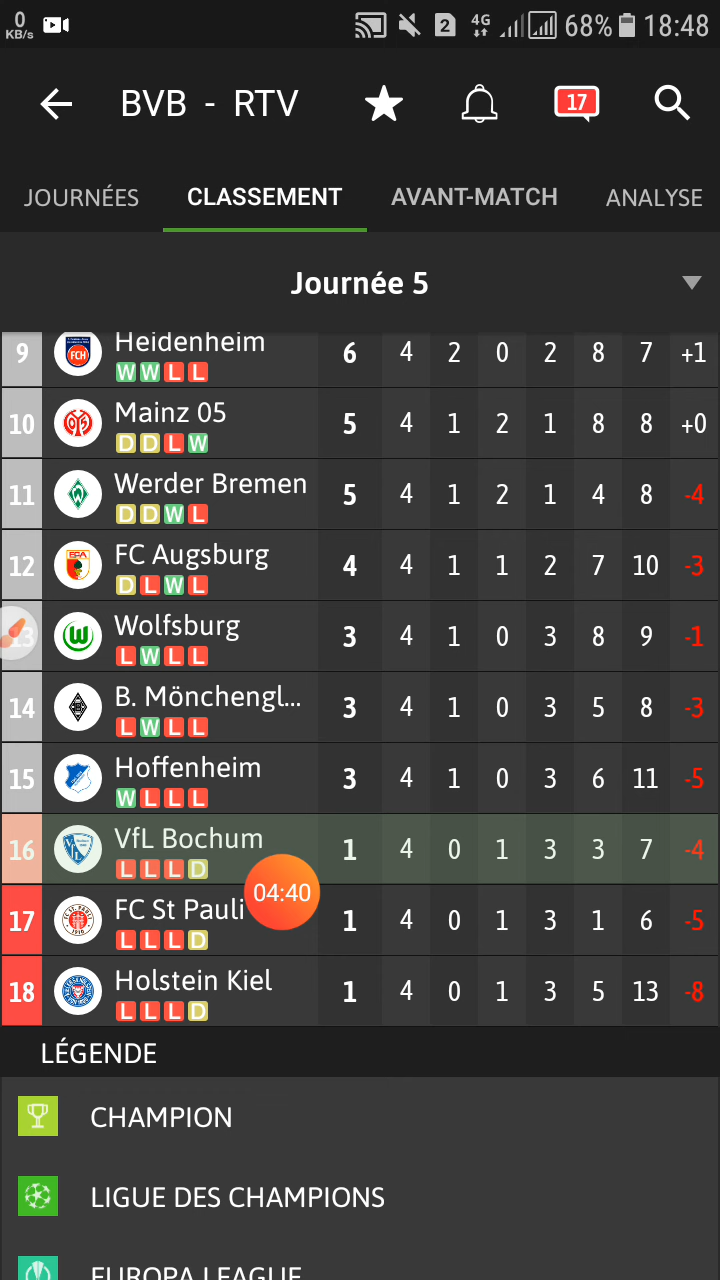 0 KB/s 2 4G 68% 18:48
BVB - RTV 17
JOURNÉES CLASSEMENT AVANT-MATCH ANALYSE
Journée 5
9 Heidenheim 6 4 2 0 2 8 7 +1
W W L L
10 Mainz 05 5 4 1 2 1 8 8 +0
D D L W
11 Werder Bremen 5 4 1 2 1 4 8 -4
D D W L
12 FC Augsburg 4 4 1 1 2 7 10 -3
D L W L
13 Wolfsburg 3 4 1 0 3 8 9 -1
L W L L
14 B. Mönchengl... 3 4 1 0 3 5 8 -3
L W L L
15 Hoffenheim 3 4 1 0 3 6 11 -5
W L L L
16 VfL Bochum 1 4 0 1 3 3 7 -4
L L L D
04:40
17 FC St Pauli 1 4 0 1 3 1 6 -5
L L L D
18 Holstein Kiel 1 4 0 1 3 5 13 -8
L L L D
LÉGENDE
CHAMPION
LIGUE DES CHAMPIONS
EUROPA LEAGUE